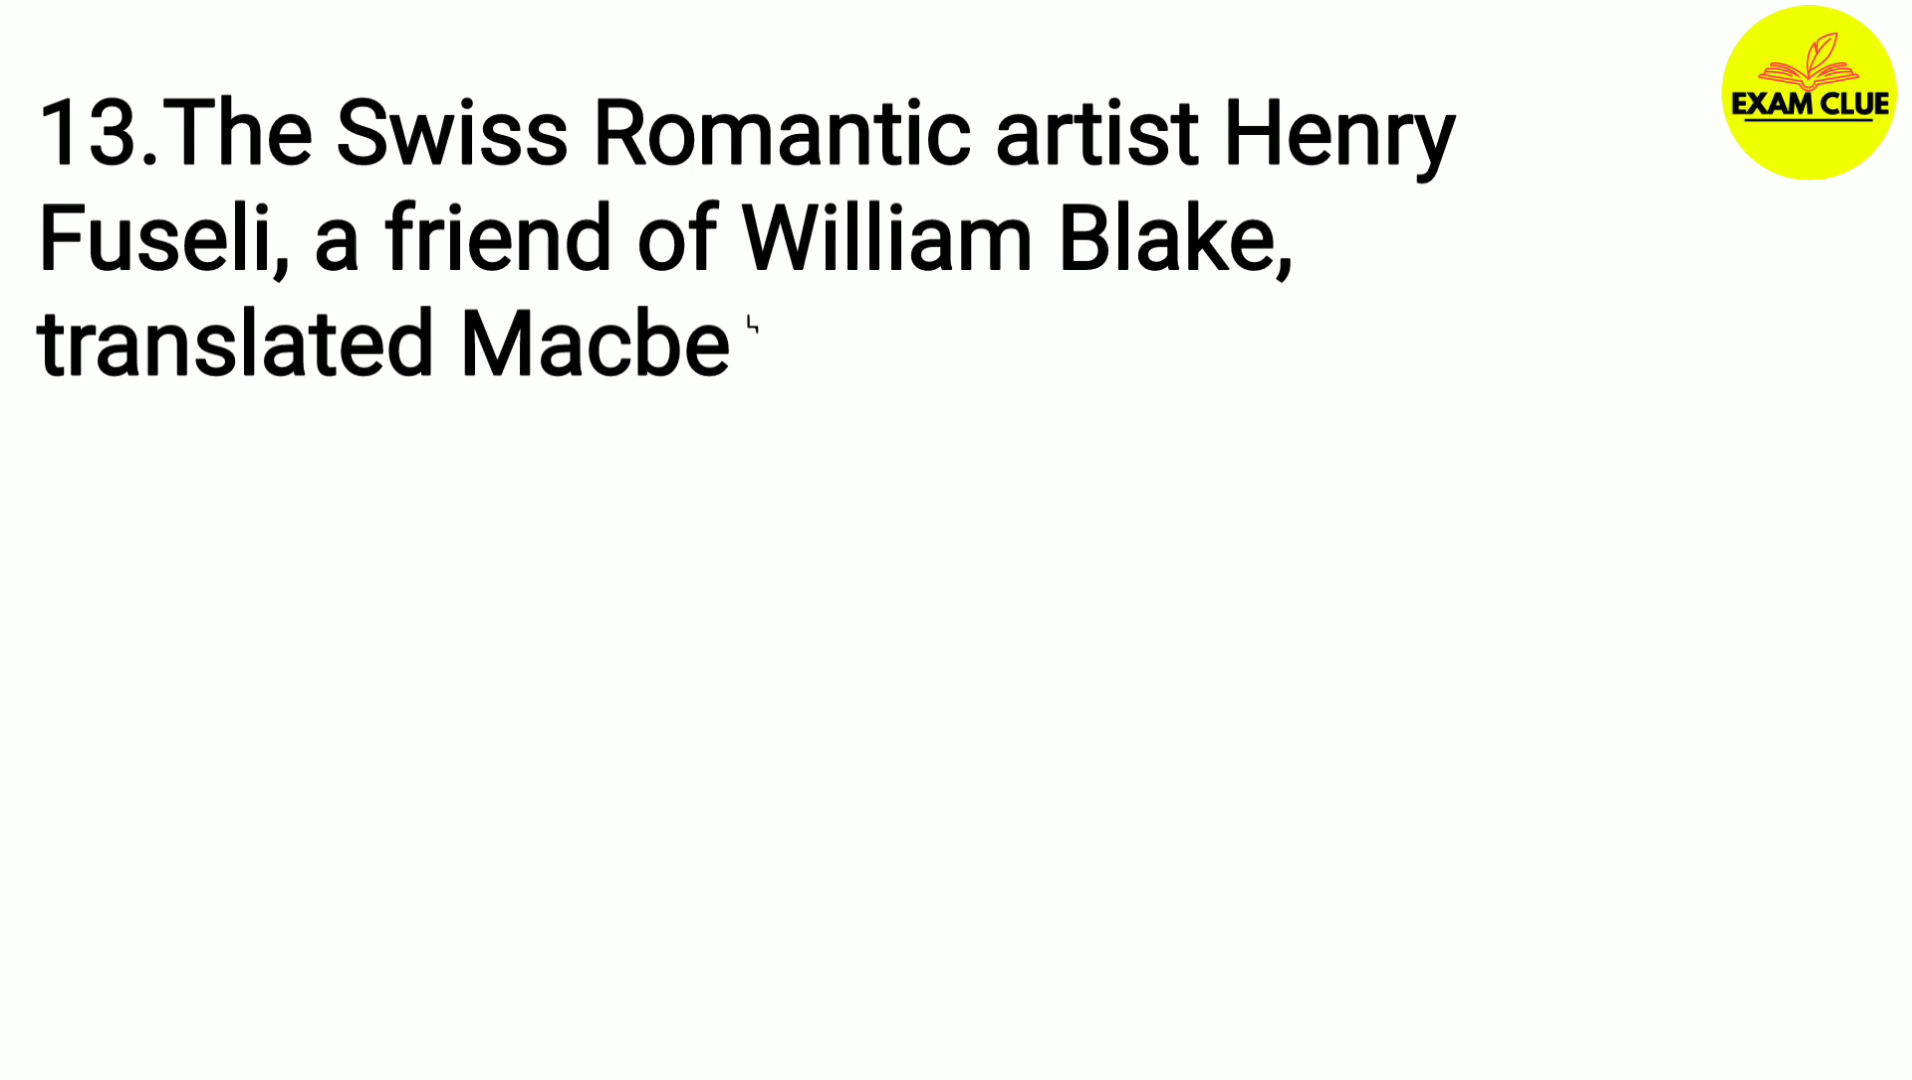 EXAM CLUE
13.The Swiss Romantic artist Henry
Fuseli, a friend of William Blake,
translated Macbe